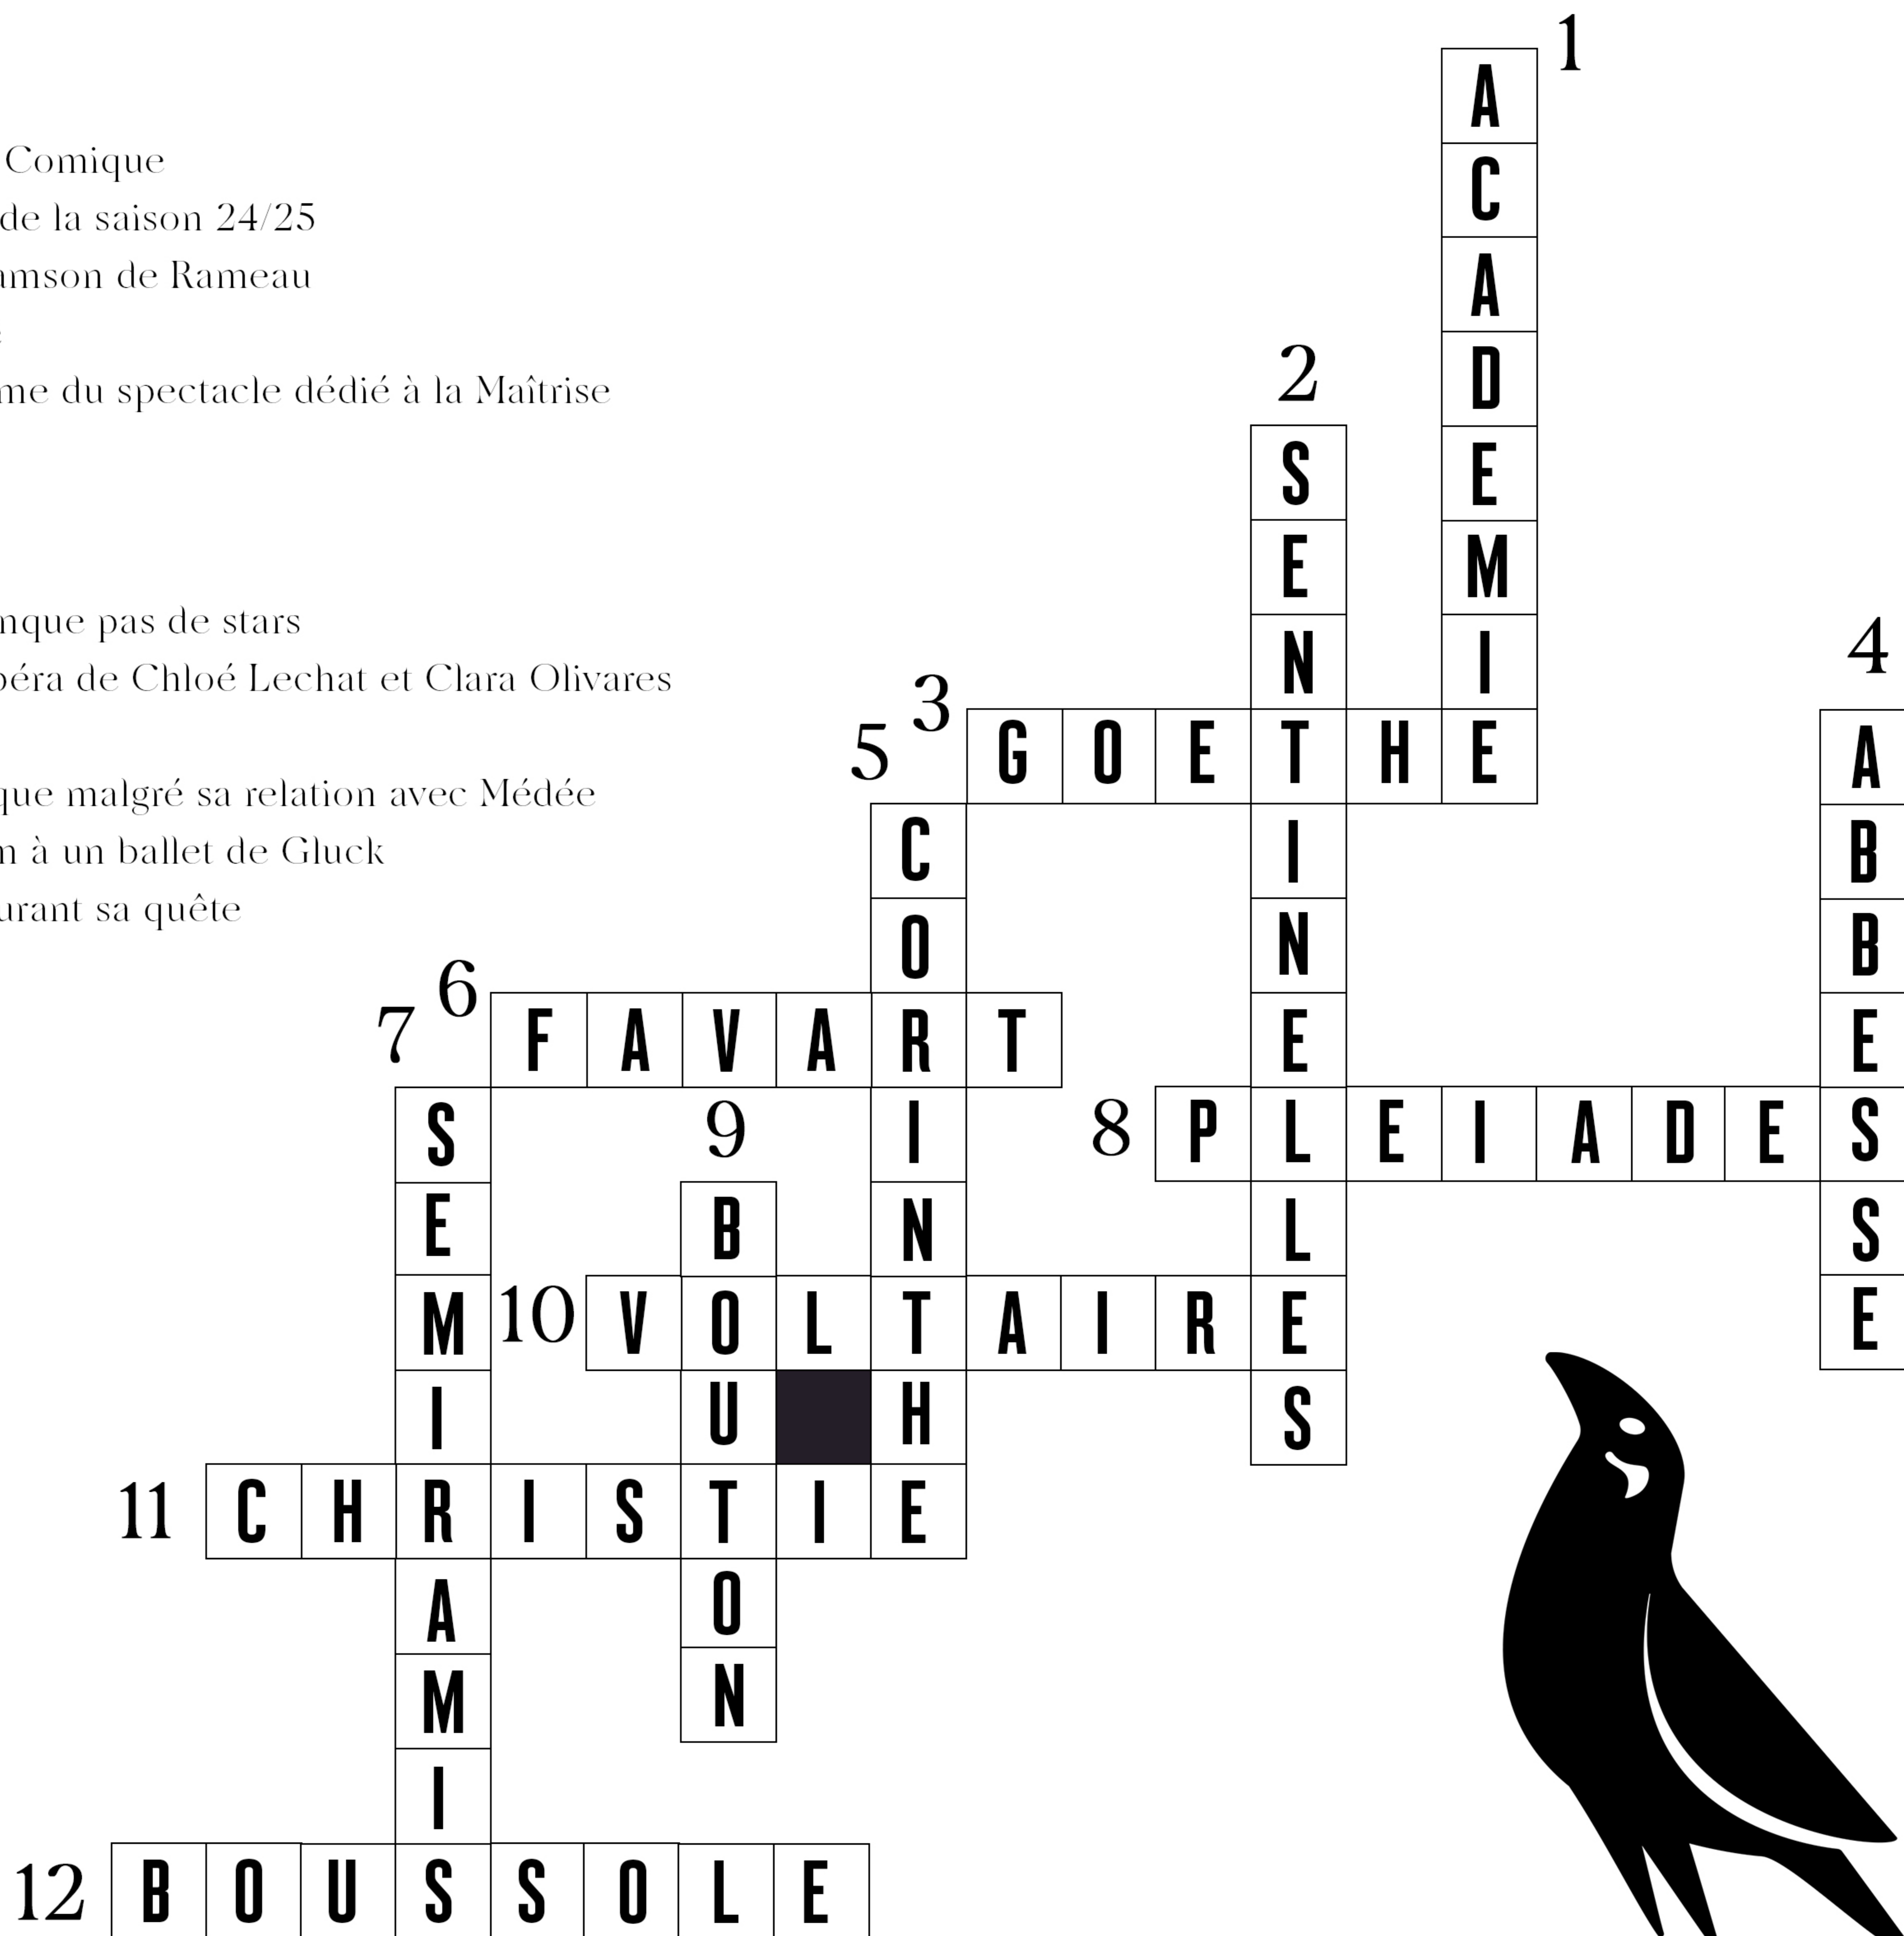 Comique
de la saison 24/25
amson de Rameau
me du spectacle dédié à la Maîtrise
nque pas de stars
péra de Chloé Lechat et Clara Olivares
que malgré sa relation avec Médée
m à un ballet de Gluck
urant sa quête
1
ACADEMIE
2
SENTINELLES
3
GOETHE
4
ABBESSE
5
CORINTHE
6
FAVART
7
SEMIRAMIS
8
PLEIADES
9
BOUTON
10
VOLTAIRE
11
CHRISTIE
12
BOUSSOLE